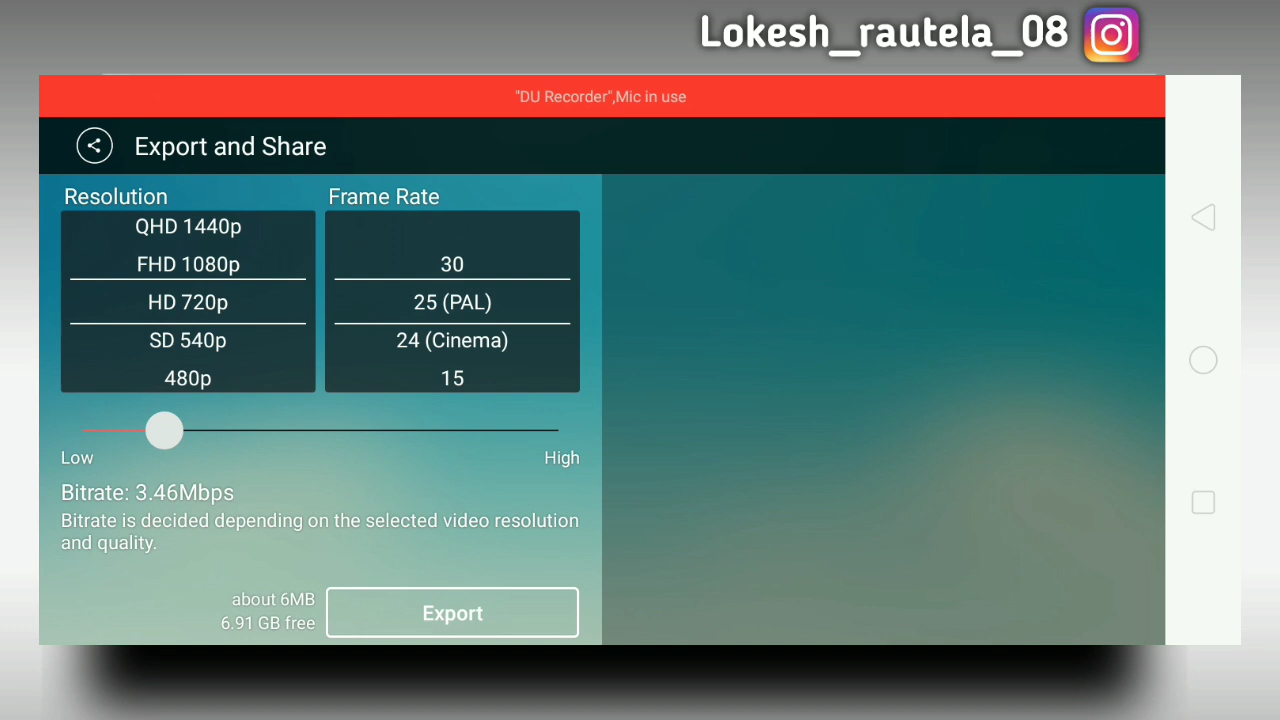 Lokesh_rautela_08
"DU Recorder",Mic in use
Export and Share
Resolution
QHD 1440p
FHD 1080p
HD 720p
SD 540p
480p
Frame Rate
30
25 (PAL)
24 (Cinema)
15
Low
High
Bitrate: 3.46Mbps
Bitrate is decided depending on the selected video resolution
and quality.
about 6MB
6.91 GB free
Export